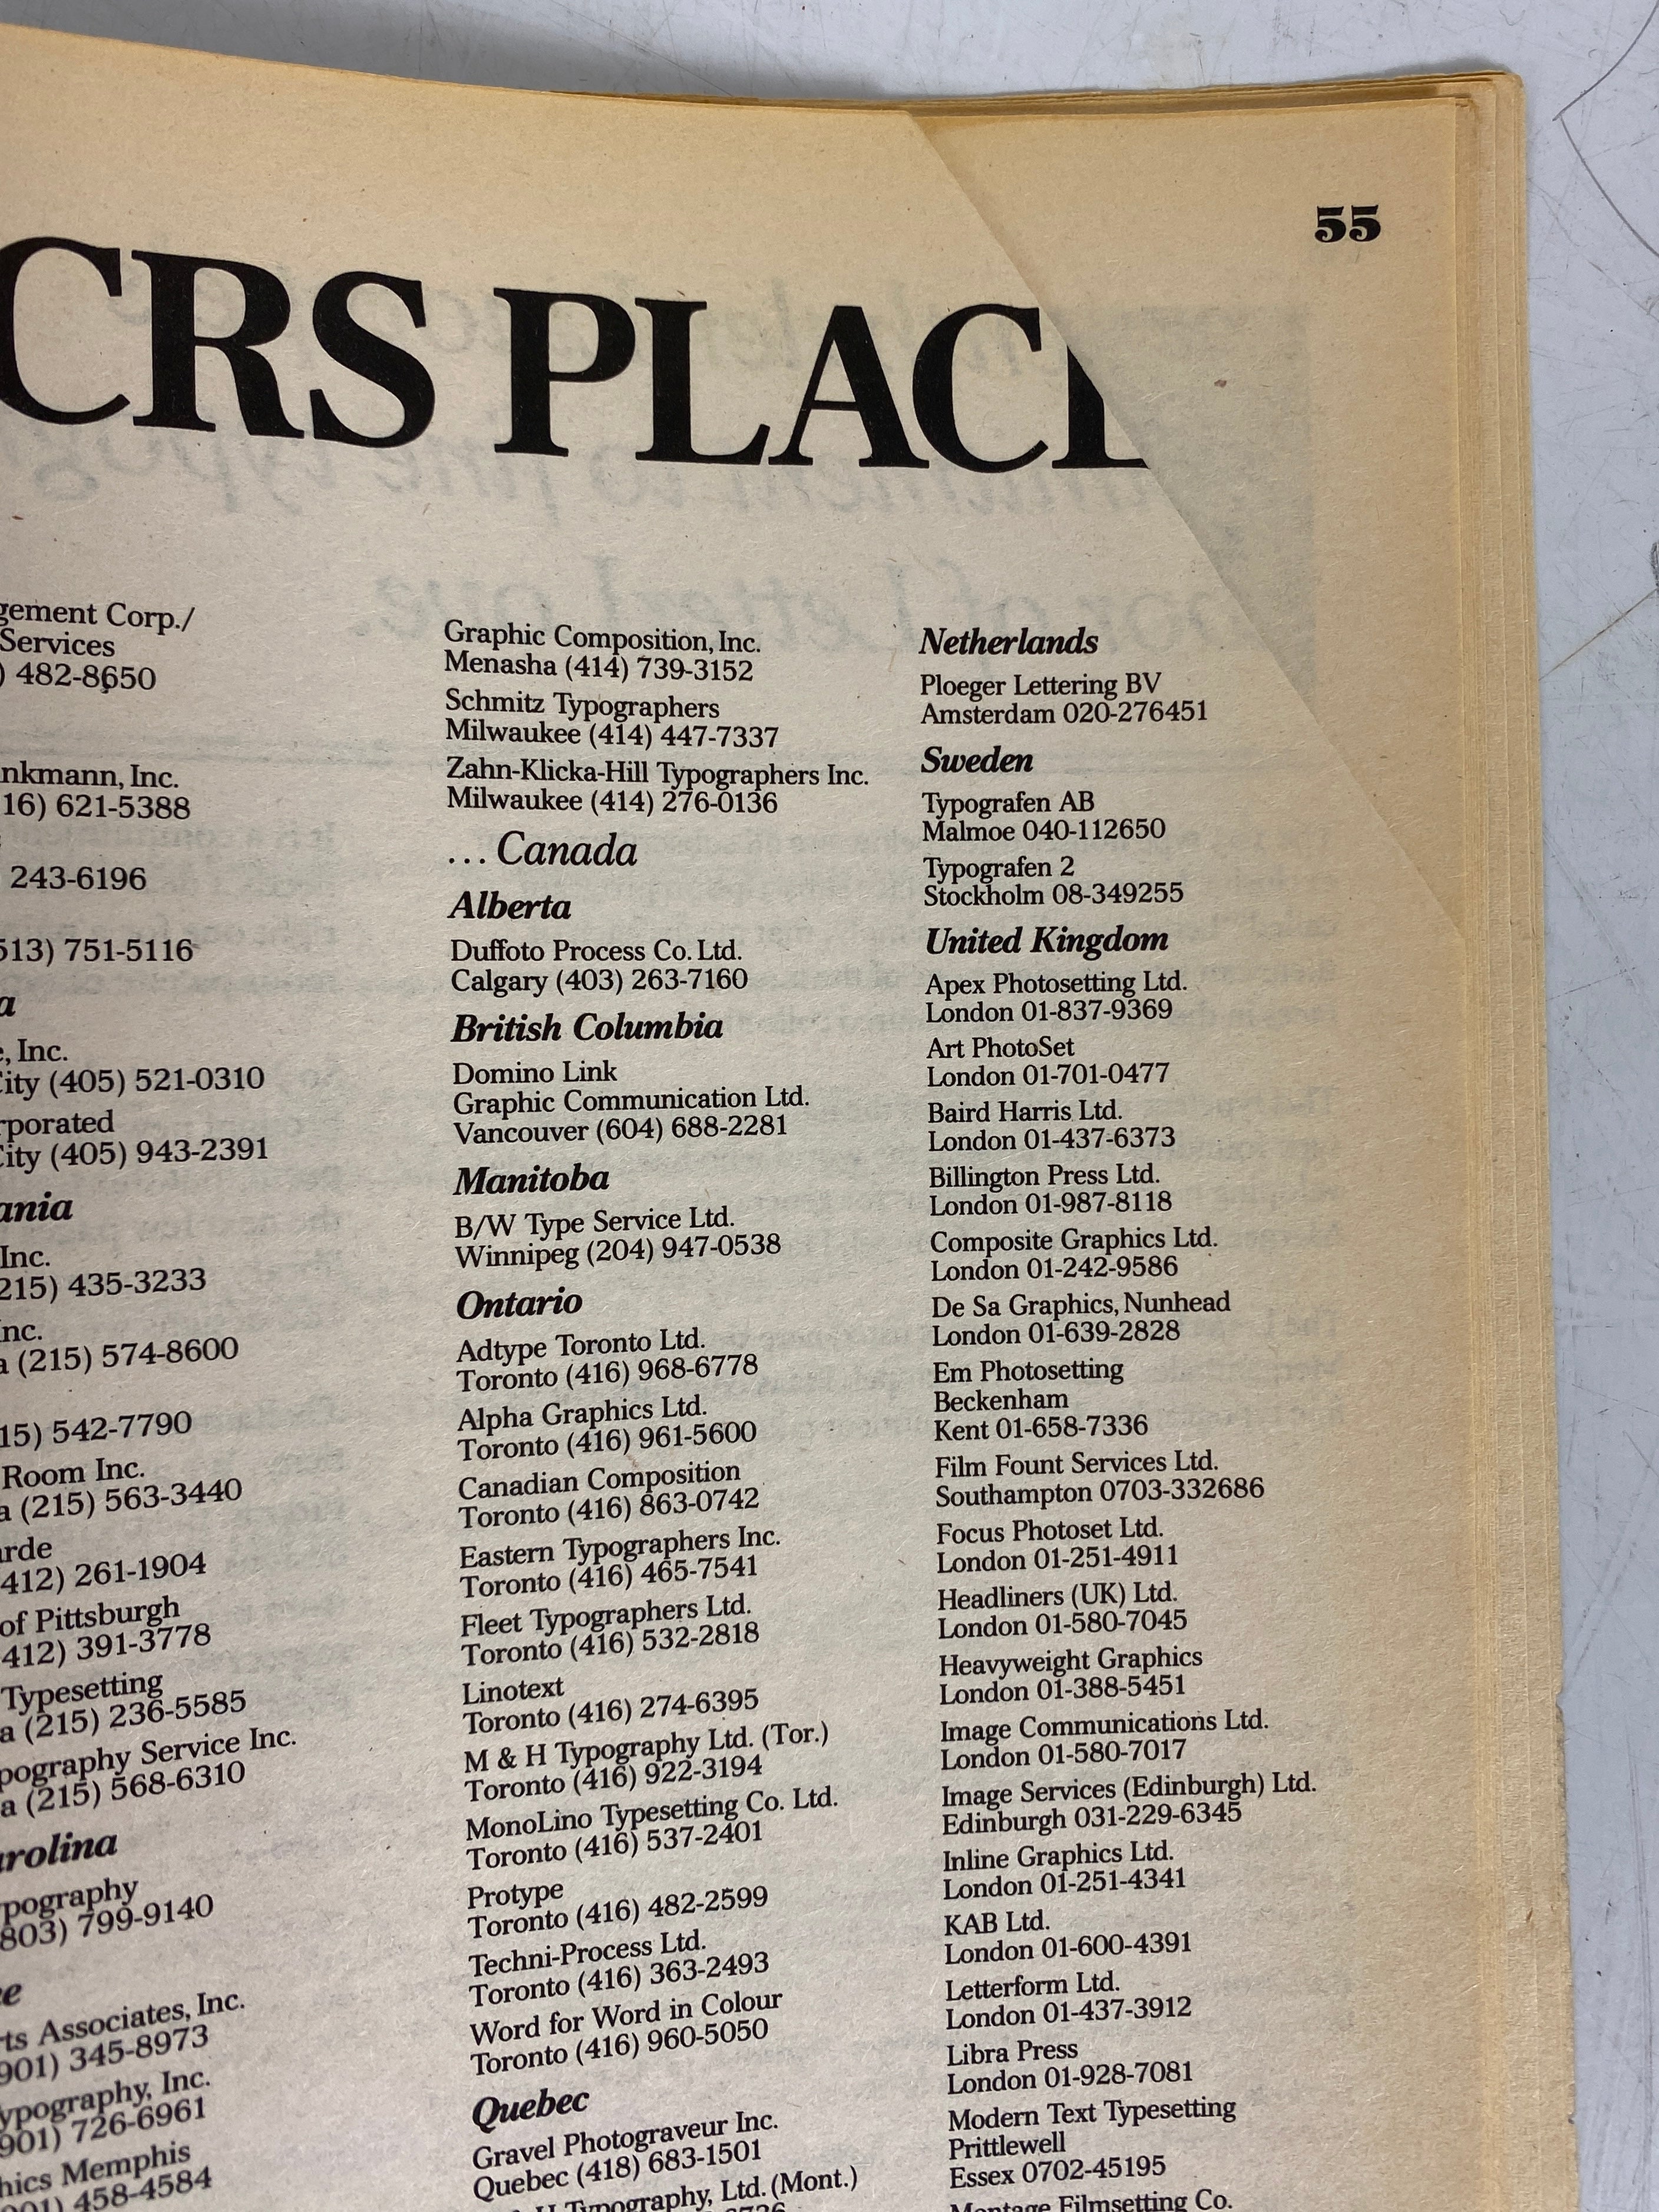 55
CRS PLAC
gement Corp./
Services
) 482-8650
nkmann, Inc.
16) 621-5388
243-6196
513) 751-5116
a
e, Inc.
City (405) 521-0310
rporated
City (405) 943-2391
ania
Inc.
215) 435-3233
Inc.
a (215) 574-8600
15) 542-7790
Room Inc.
a (215) 563-3440
arde
412) 261-1904
of Pittsburgh
412) 391-3778
Typesetting
a (215) 236-5585
pography Service Inc.
a (215) 568-6310
arolina
pography
803) 799-9140
ee
rts Associates, Inc.
901) 345-8973
ypography, Inc.
901) 726-6961
hics Memphis
901) 458-4584
Graphic Composition, Inc.
Menasha (414) 739-3152
Schmitz Typographers
Milwaukee (414) 447-7337
Zahn-Klicka-Hill Typographers Inc.
Milwaukee (414) 276-0136
... Canada
Alberta
Duffoto Process Co. Ltd.
Calgary (403) 263-7160
British Columbia
Domino Link
Graphic Communication Ltd.
Vancouver (604) 688-2281
Manitoba
B/W Type Service Ltd.
Winnipeg (204) 947-0538
Ontario
Adtype Toronto Ltd.
Toronto (416) 968-6778
Alpha Graphics Ltd.
Toronto (416) 961-5600
Canadian Composition
Toronto (416) 863-0742
Eastern Typographers Inc.
Toronto (416) 465-7541
Fleet Typographers Ltd.
Toronto (416) 532-2818
Linotext
Toronto (416) 274-6395
M & H Typography Ltd. (Tor.)
Toronto (416) 922-3194
MonoLino Typesetting Co. Ltd.
Toronto (416) 537-2401
Protype
Toronto (416) 482-2599
Techni-Process Ltd.
Toronto (416) 363-2493
Word for Word in Colour
Toronto (416) 960-5050
Quebec
Gravel Photograveur Inc.
Quebec (418) 683-1501
H Typography, Ltd. (Mont.)
Netherlands
Ploeger Lettering BV
Amsterdam 020-276451
Sweden
Typografen AB
Malmoe 040-112650
Typografen 2
Stockholm 08-349255
United Kingdom
Apex Photosetting Ltd.
London 01-837-9369
Art PhotoSet
London 01-701-0477
Baird Harris Ltd.
London 01-437-6373
Billington Press Ltd.
London 01-987-8118
Composite Graphics Ltd.
London 01-242-9586
De Sa Graphics, Nunhead
London 01-639-2828
Em Photosetting
Beckenham
Kent 01-658-7336
Film Fount Services Ltd.
Southampton 0703-332686
Focus Photoset Ltd.
London 01-251-4911
Headliners (UK) Ltd.
London 01-580-7045
Heavyweight Graphics
London 01-388-5451
Image Communications Ltd.
London 01-580-7017
Image Services (Edinburgh) Ltd.
Edinburgh 031-229-6345
Inline Graphics Ltd.
London 01-251-4341
KAB Ltd.
London 01-600-4391
Letterform Ltd.
London 01-437-3912
Libra Press
London 01-928-7081
Modern Text Typesetting
Prittlewell
Essex 0702-45195
Montage Filmsetting Co.